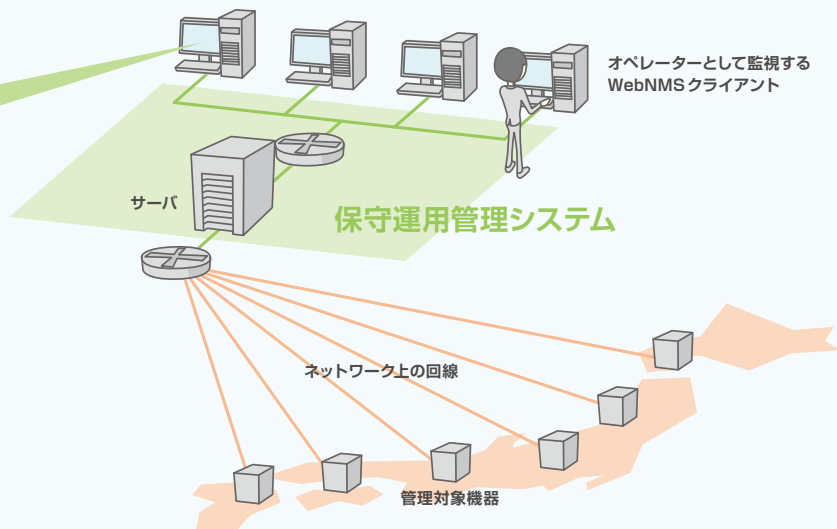 オペレーターとして監視する
WebNMSクライアント
サーバ
保守運用管理システム
ネットワーク上の回線
管理対象機器